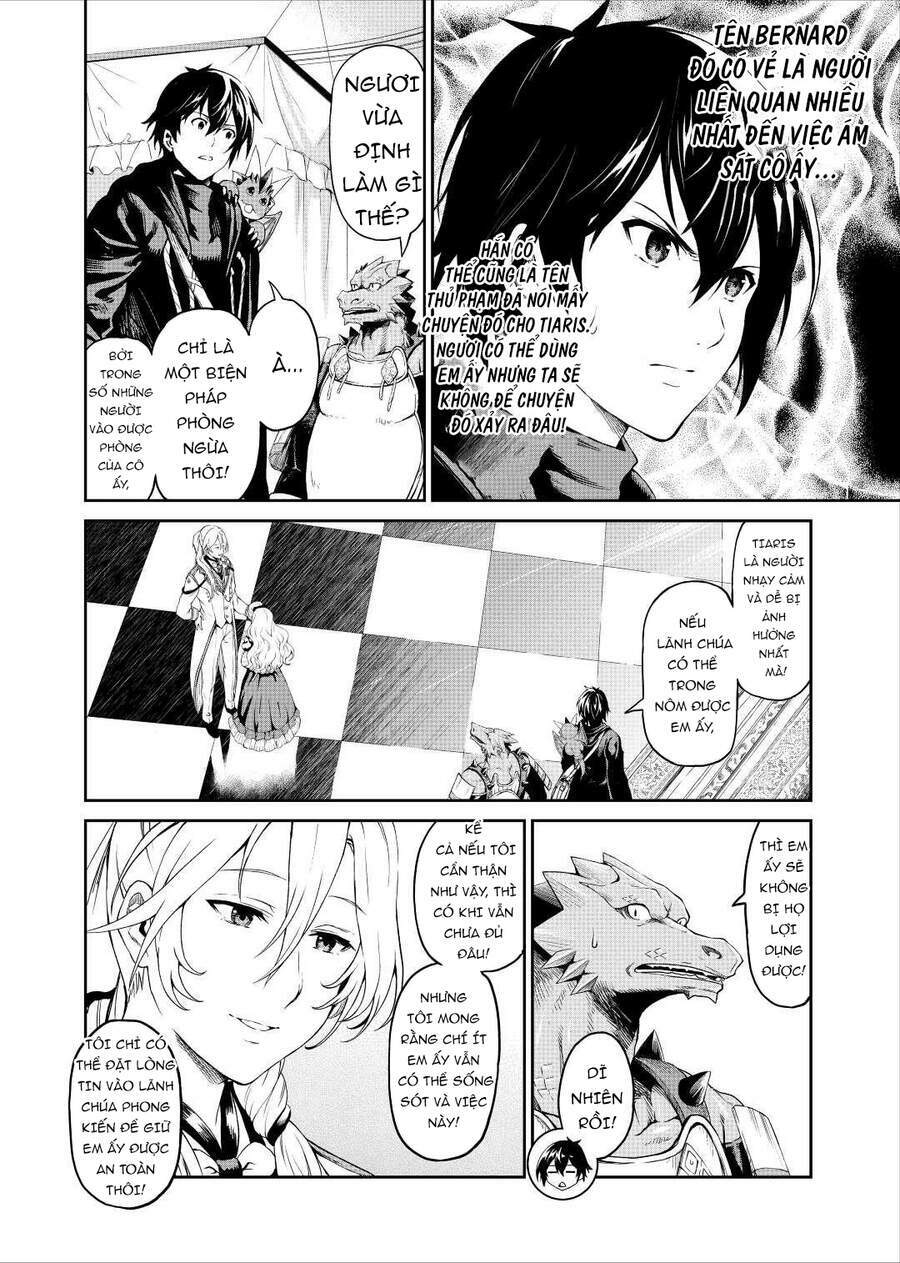 TÊN BERNARD
ĐÓ CÓ VẺ LÀ NGƯỜI
LIÊN QUAN NHIỀU
NHẤT ĐẾN VIỆC ÁM
SÁT CÔ ẤY...
HẮN CÓ
THỂ CŨNG LÀ TÊN
THỦ PHẠM ĐÃ NÓI MẤY
CHUYỆN ĐÓ CHO TIARIS.
NGƯƠI CÓ THỂ DÙNG
EM ẤY NHƯNG TA SẼ
KHÔNG ĐỂ CHUYỆN
ĐÓ XẢY RA ĐÂU!
NGƯƠI
VỪA
ĐỊNH
LÀM GÌ
THẾ?
À...
CHỈ LÀ
MỘT BIỆN
PHÁP
PHÒNG
NGỪA
THÔI!
BỞI
TRONG
SỐ NHỮNG
NGƯỜI
VÀO ĐƯỢC
PHÒNG
CỦA CÔ
ẤY,
TIARIS
LÀ NGƯỜI
NHẠY CẢM
VÀ DỄ BỊ
ẢNH
HƯỞNG
NHẤT
MÀ!
NẾU
LÃNH CHÚA
CÓ THỂ
TRONG
NÔM ĐƯỢC
EM ẤY,
THÌ EM
ẤY SẼ
KHÔNG
BỊ HỌ
LỢI
DỤNG
ĐƯỢC!
DĨ
NHIÊN
RỒI!
KỂ
CẢ NẾU TÔI
CẨN THẬN
NHƯ VẬY, THÌ
CÓ KHI VẪN
CHƯA ĐỦ
ĐÂU!
NHƯNG
TÔI MONG
RẰNG CHÍ ÍT
EM ẤY VẪN
CÓ THỂ SỐNG
SÓT VÀ VIỆC
NÀY!
TÔI CHỈ CÓ
THỂ ĐẶT LÒNG
TIN VÀO LÃNH
CHÚA PHONG
KIẾN ĐỂ GIỮ
EM ẤY ĐƯỢC
AN TOÀN
THÔI!